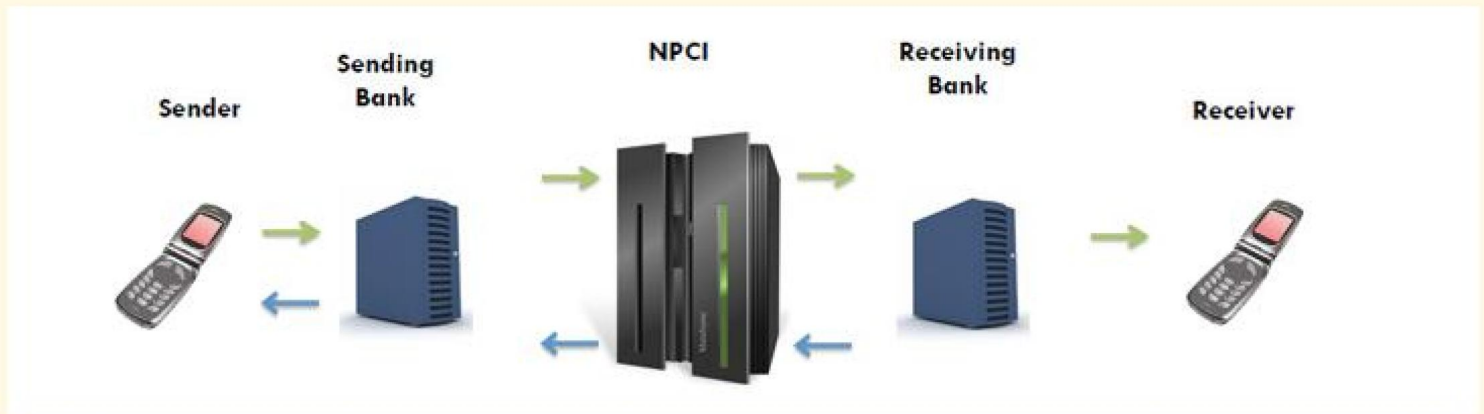 Sender
Sending
Bank
NPCI
Receiving
Bank
Receiver